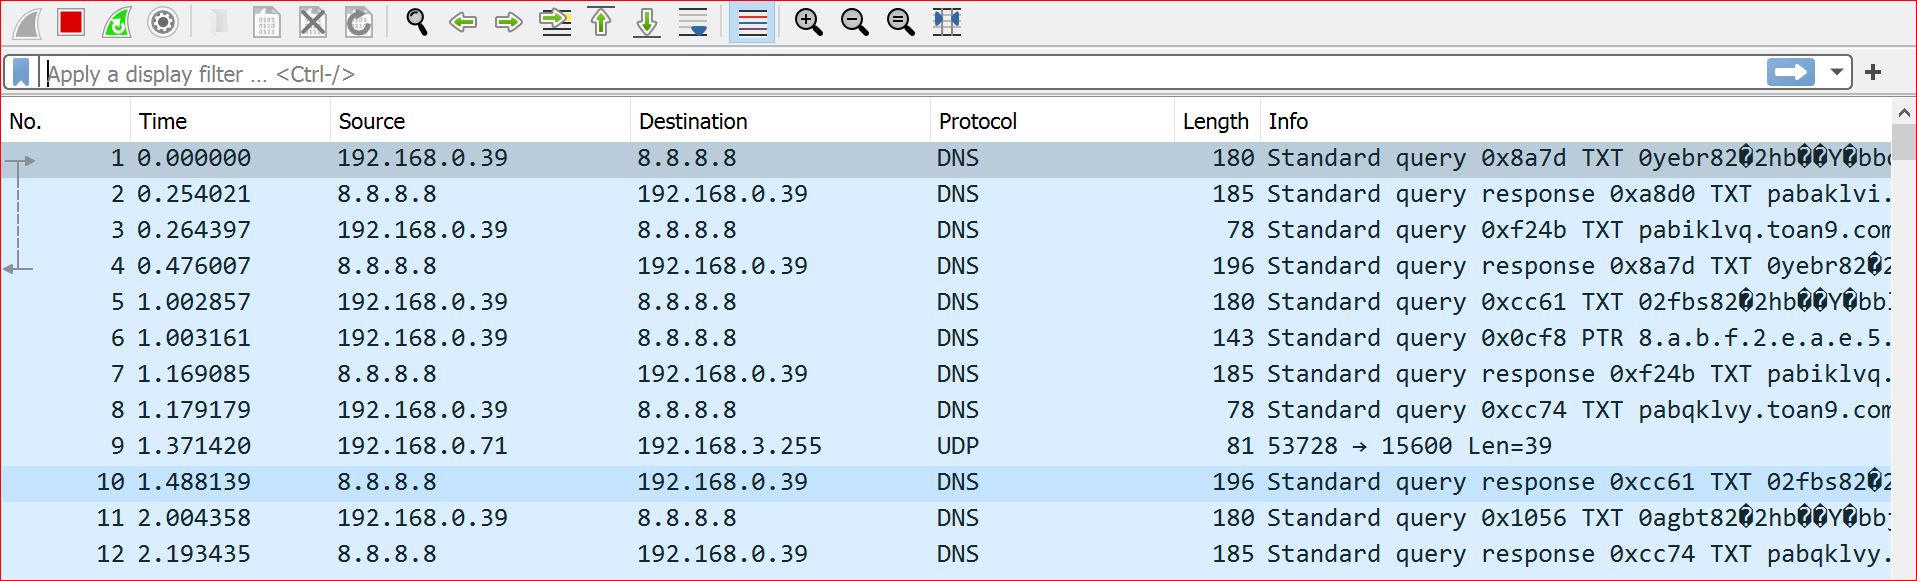 Apply a display filter ... <Ctrl-/>
No. Time Source Destination Protocol Length Info
1 0.000000 192.168.0.39 8.8.8.8 DNS 180 Standard query 0x8a7d TXT 0yebr82�2hb��Y�bb
2 0.254021 8.8.8.8 192.168.0.39 DNS 185 Standard query response 0xa8d0 TXT pabaklvi.
3 0.264397 192.168.0.39 8.8.8.8 DNS 78 Standard query 0xf24b TXT pabiklvq.toan9.com
4 0.476007 8.8.8.8 192.168.0.39 DNS 196 Standard query response 0x8a7d TXT 0yebr82�2
5 1.002857 192.168.0.39 8.8.8.8 DNS 180 Standard query 0xcc61 TXT 02fbs82�2hb��Y�bb
6 1.003161 192.168.0.39 8.8.8.8 DNS 143 Standard query 0x0cf8 PTR 8.a.b.f.2.e.a.e.5.
7 1.169085 8.8.8.8 192.168.0.39 DNS 185 Standard query response 0xf24b TXT pabiklvq.
8 1.179179 192.168.0.39 8.8.8.8 DNS 78 Standard query 0xcc74 TXT pabqklvy.toan9.com
9 1.371420 192.168.0.71 192.168.3.255 UDP 81 53728 → 15600 Len=39
10 1.488139 8.8.8.8 192.168.0.39 DNS 196 Standard query response 0xcc61 TXT 02fbs82�2
11 2.004358 192.168.0.39 8.8.8.8 DNS 180 Standard query 0x1056 TXT 0agbt82�2hb��Y�bb
12 2.193435 8.8.8.8 192.168.0.39 DNS 185 Standard query response 0xcc74 TXT pabqklvy.